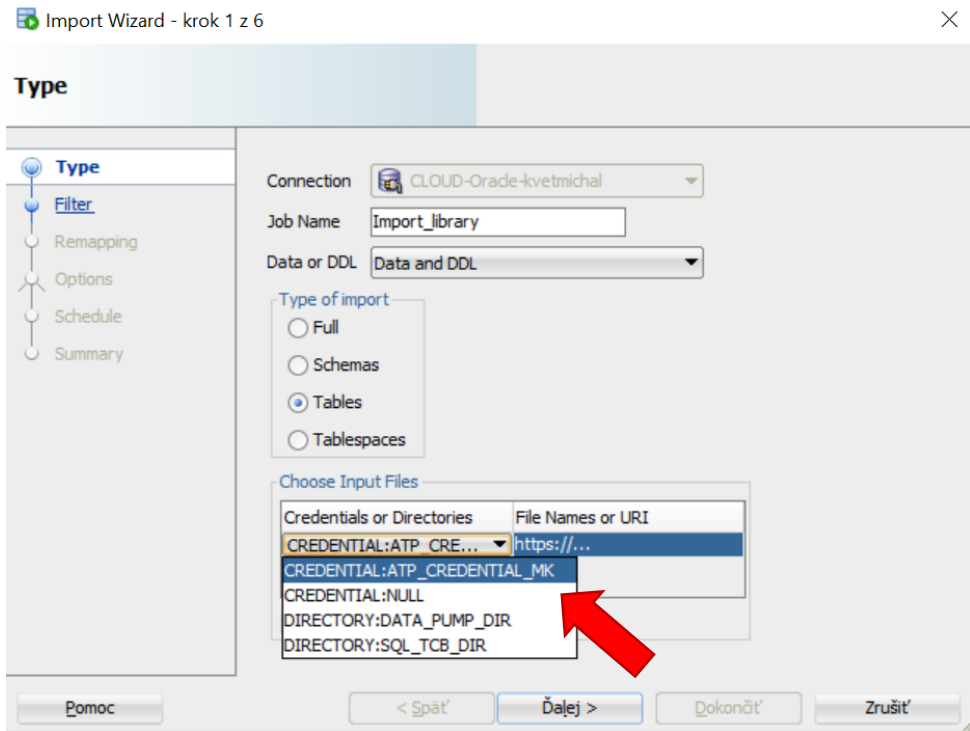 Import Wizard - krok 1 z 6
Type
Type
Filter
Remapping
Options
Schedule
Summary
Connection CLOUD-Oracle-kvetmichal
Job Name Import_library
Data or DDL Data and DDL
Type of import
Full
Schemas
Tables
Tablespaces
Choose Input Files
Credentials or Directories File Names or URI
CREDENTIAL:ATP_CRE... https://...
CREDENTIAL:ATP_CREDENTIAL_MK
CREDENTIAL:NULL
DIRECTORY:DATA_PUMP_DIR
DIRECTORY:SQL_TCB_DIR
Pomoc < Späť Ďalej > Dokončiť Zrušiť